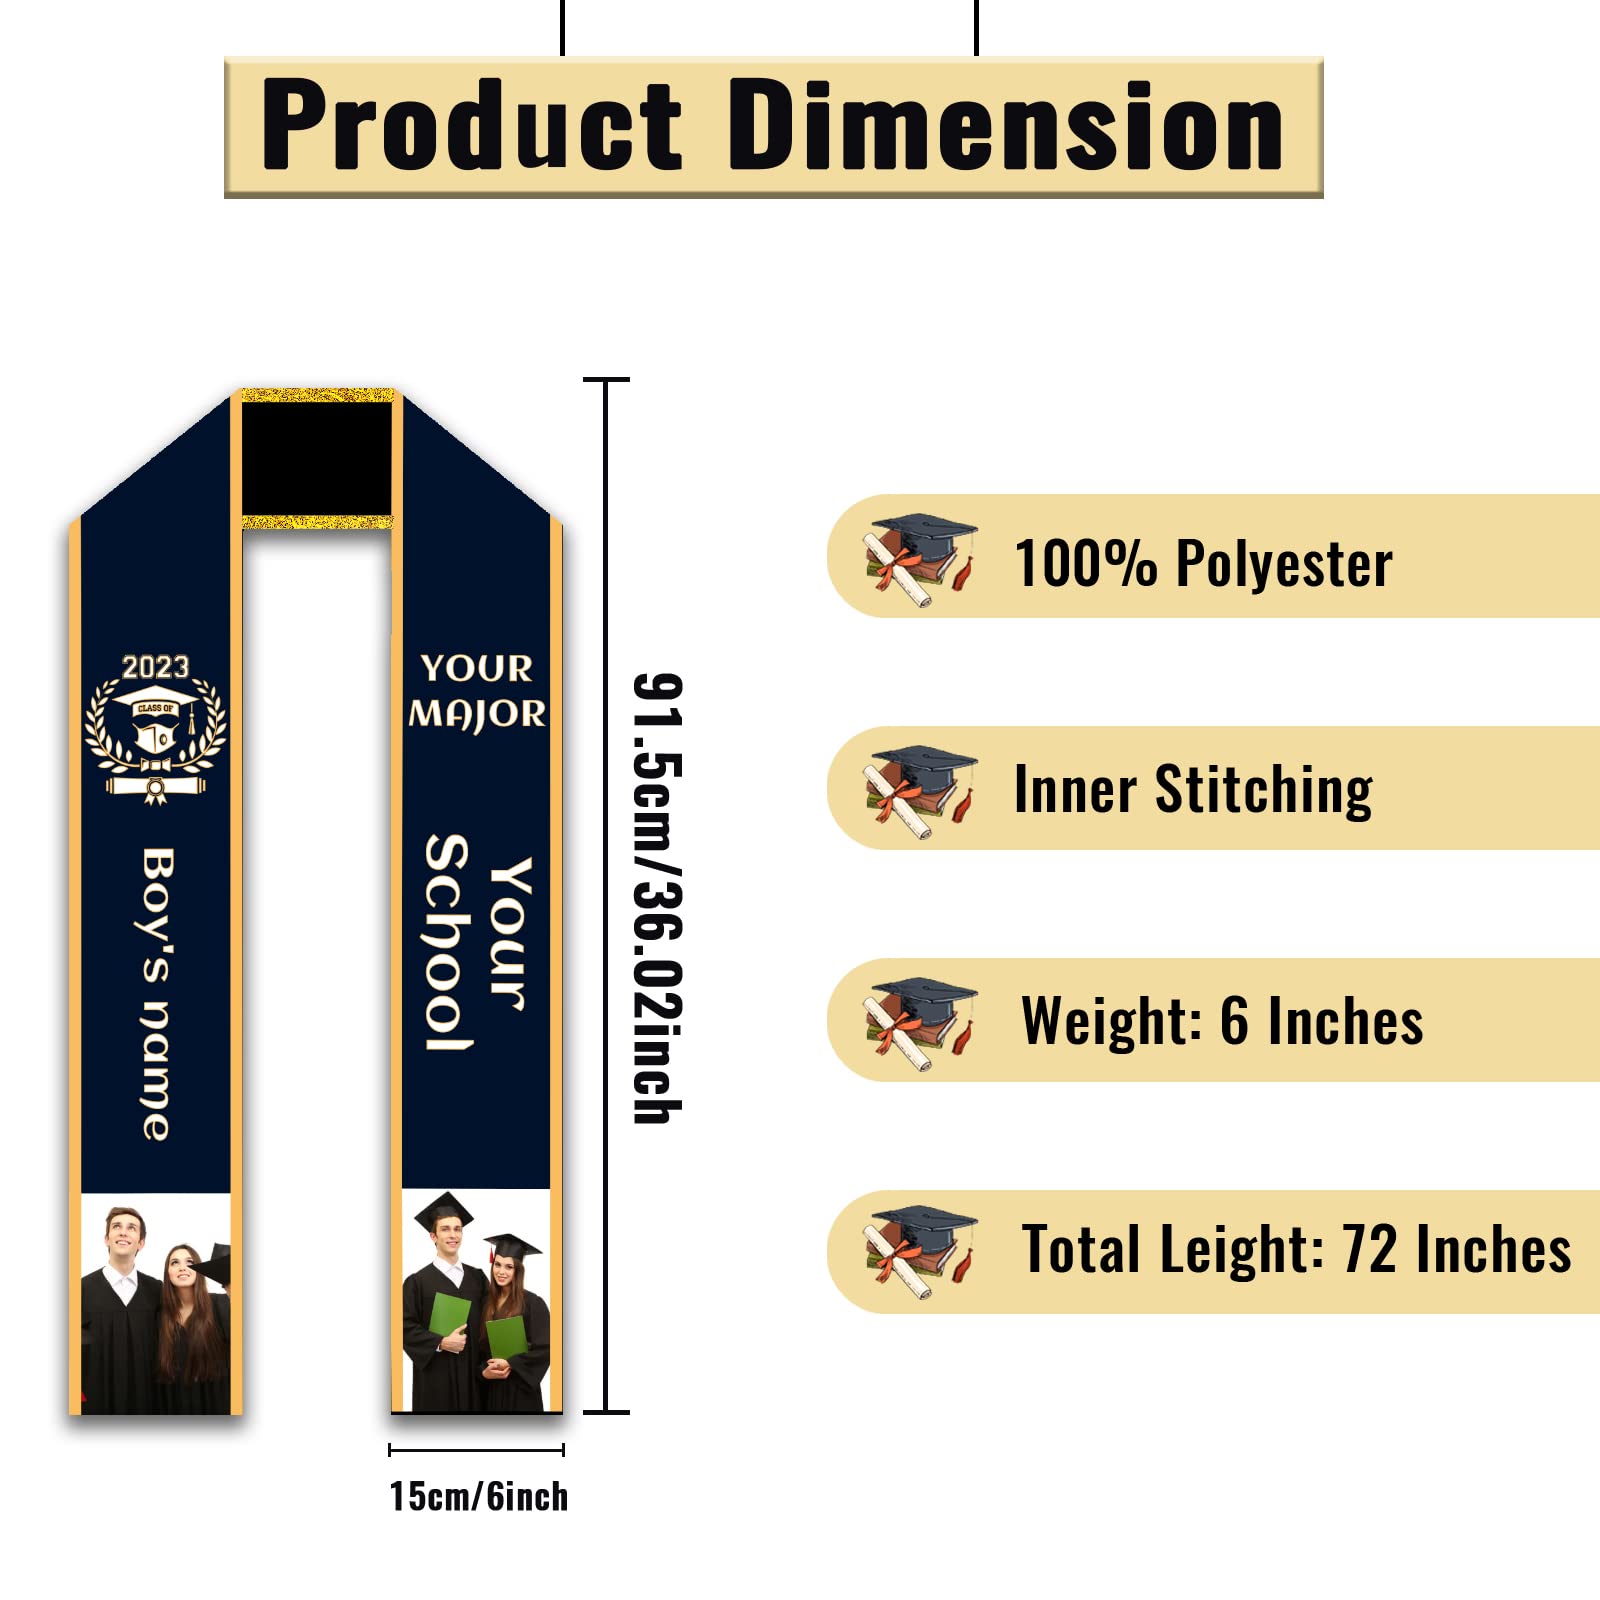 Product Dimension
2023
CLASS OF
Boy's name
YOUR
MAJOR
Your
School
91.5cm/36.02inch
15cm/6inch
100% Polyester
Inner Stitching
Weight: 6 Inches
Total Leight: 72 Inches